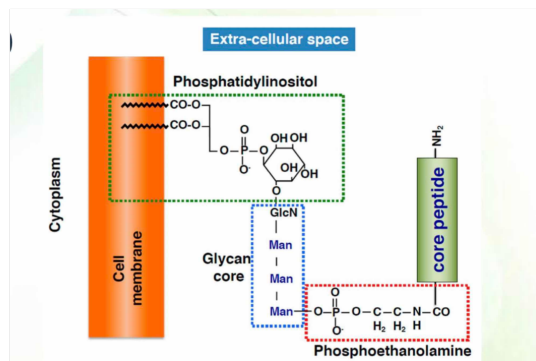 Extra-cellular space
Phosphatidylinositol
CO-O
CO-O
O
O-P-O
O-
OH OH
OH
OH
O
GlcN
Man
Man
Man
Glycan
core
Cytoplasm
Cell
membrane
NH2
core peptide
O
O-P-O-C-C-N-CO
O-
H2 H2 H
Phosphoethanolamine